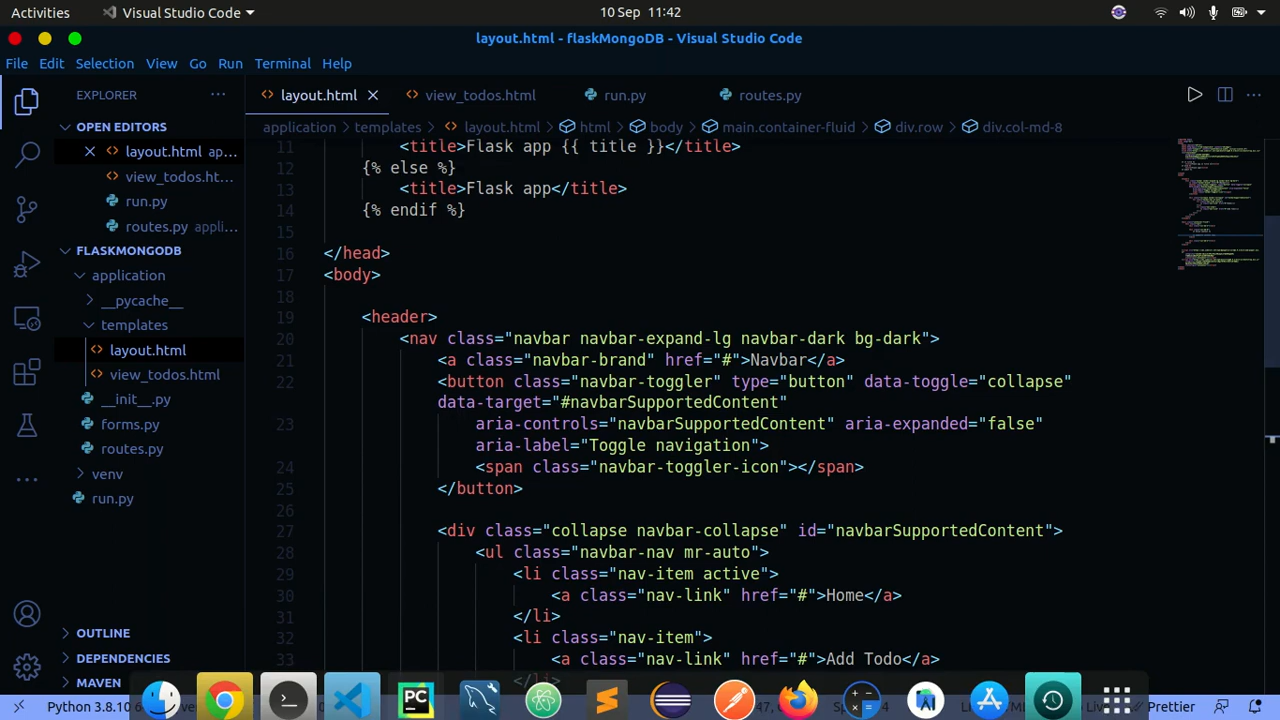 Activities
Visual Studio Code
10 Sep 11:42
layout.html - flaskMongoDB - Visual Studio Code
File Edit Selection View Go Run Terminal Help
EXPLORER
OPEN EDITORS
layout.html ap...
view_todos.ht...
run.py
routes.py appli...
FLASKMONGODB
application
__pycache__
templates
layout.html
view_todos.html
__init__.py
forms.py
routes.py
venv
run.py
OUTLINE
DEPENDENCIES
MAVEN
layout.html view_todos.html run.py routes.py
application > templates > layout.html > html > body > main.container-fluid > div.row > div.col-md-8
11 <title>Flask app {{ title }}</title>
12 {% else %}
13 <title>Flask app</title>
14 {% endif %}
15
16 </head>
17 <body>
18
19 <header>
20 <nav class="navbar navbar-expand-lg navbar-dark bg-dark">
21 <a class="navbar-brand" href="#">Navbar</a>
22 <button class="navbar-toggler" type="button" data-toggle="collapse"
data-target="#navbarSupportedContent"
23 aria-controls="navbarSupportedContent" aria-expanded="false"
aria-label="Toggle navigation">
24 <span class="navbar-toggler-icon"></span>
25 </button>
26
27 <div class="collapse navbar-collapse" id="navbarSupportedContent">
28 <ul class="navbar-nav mr-auto">
29 <li class="nav-item active">
30 <a class="nav-link" href="#">Home</a>
31 </li>
32 <li class="nav-item">
33 <a class="nav-link" href="#">Add Todo</a>
</li>
Python 3.8.10
Prettier